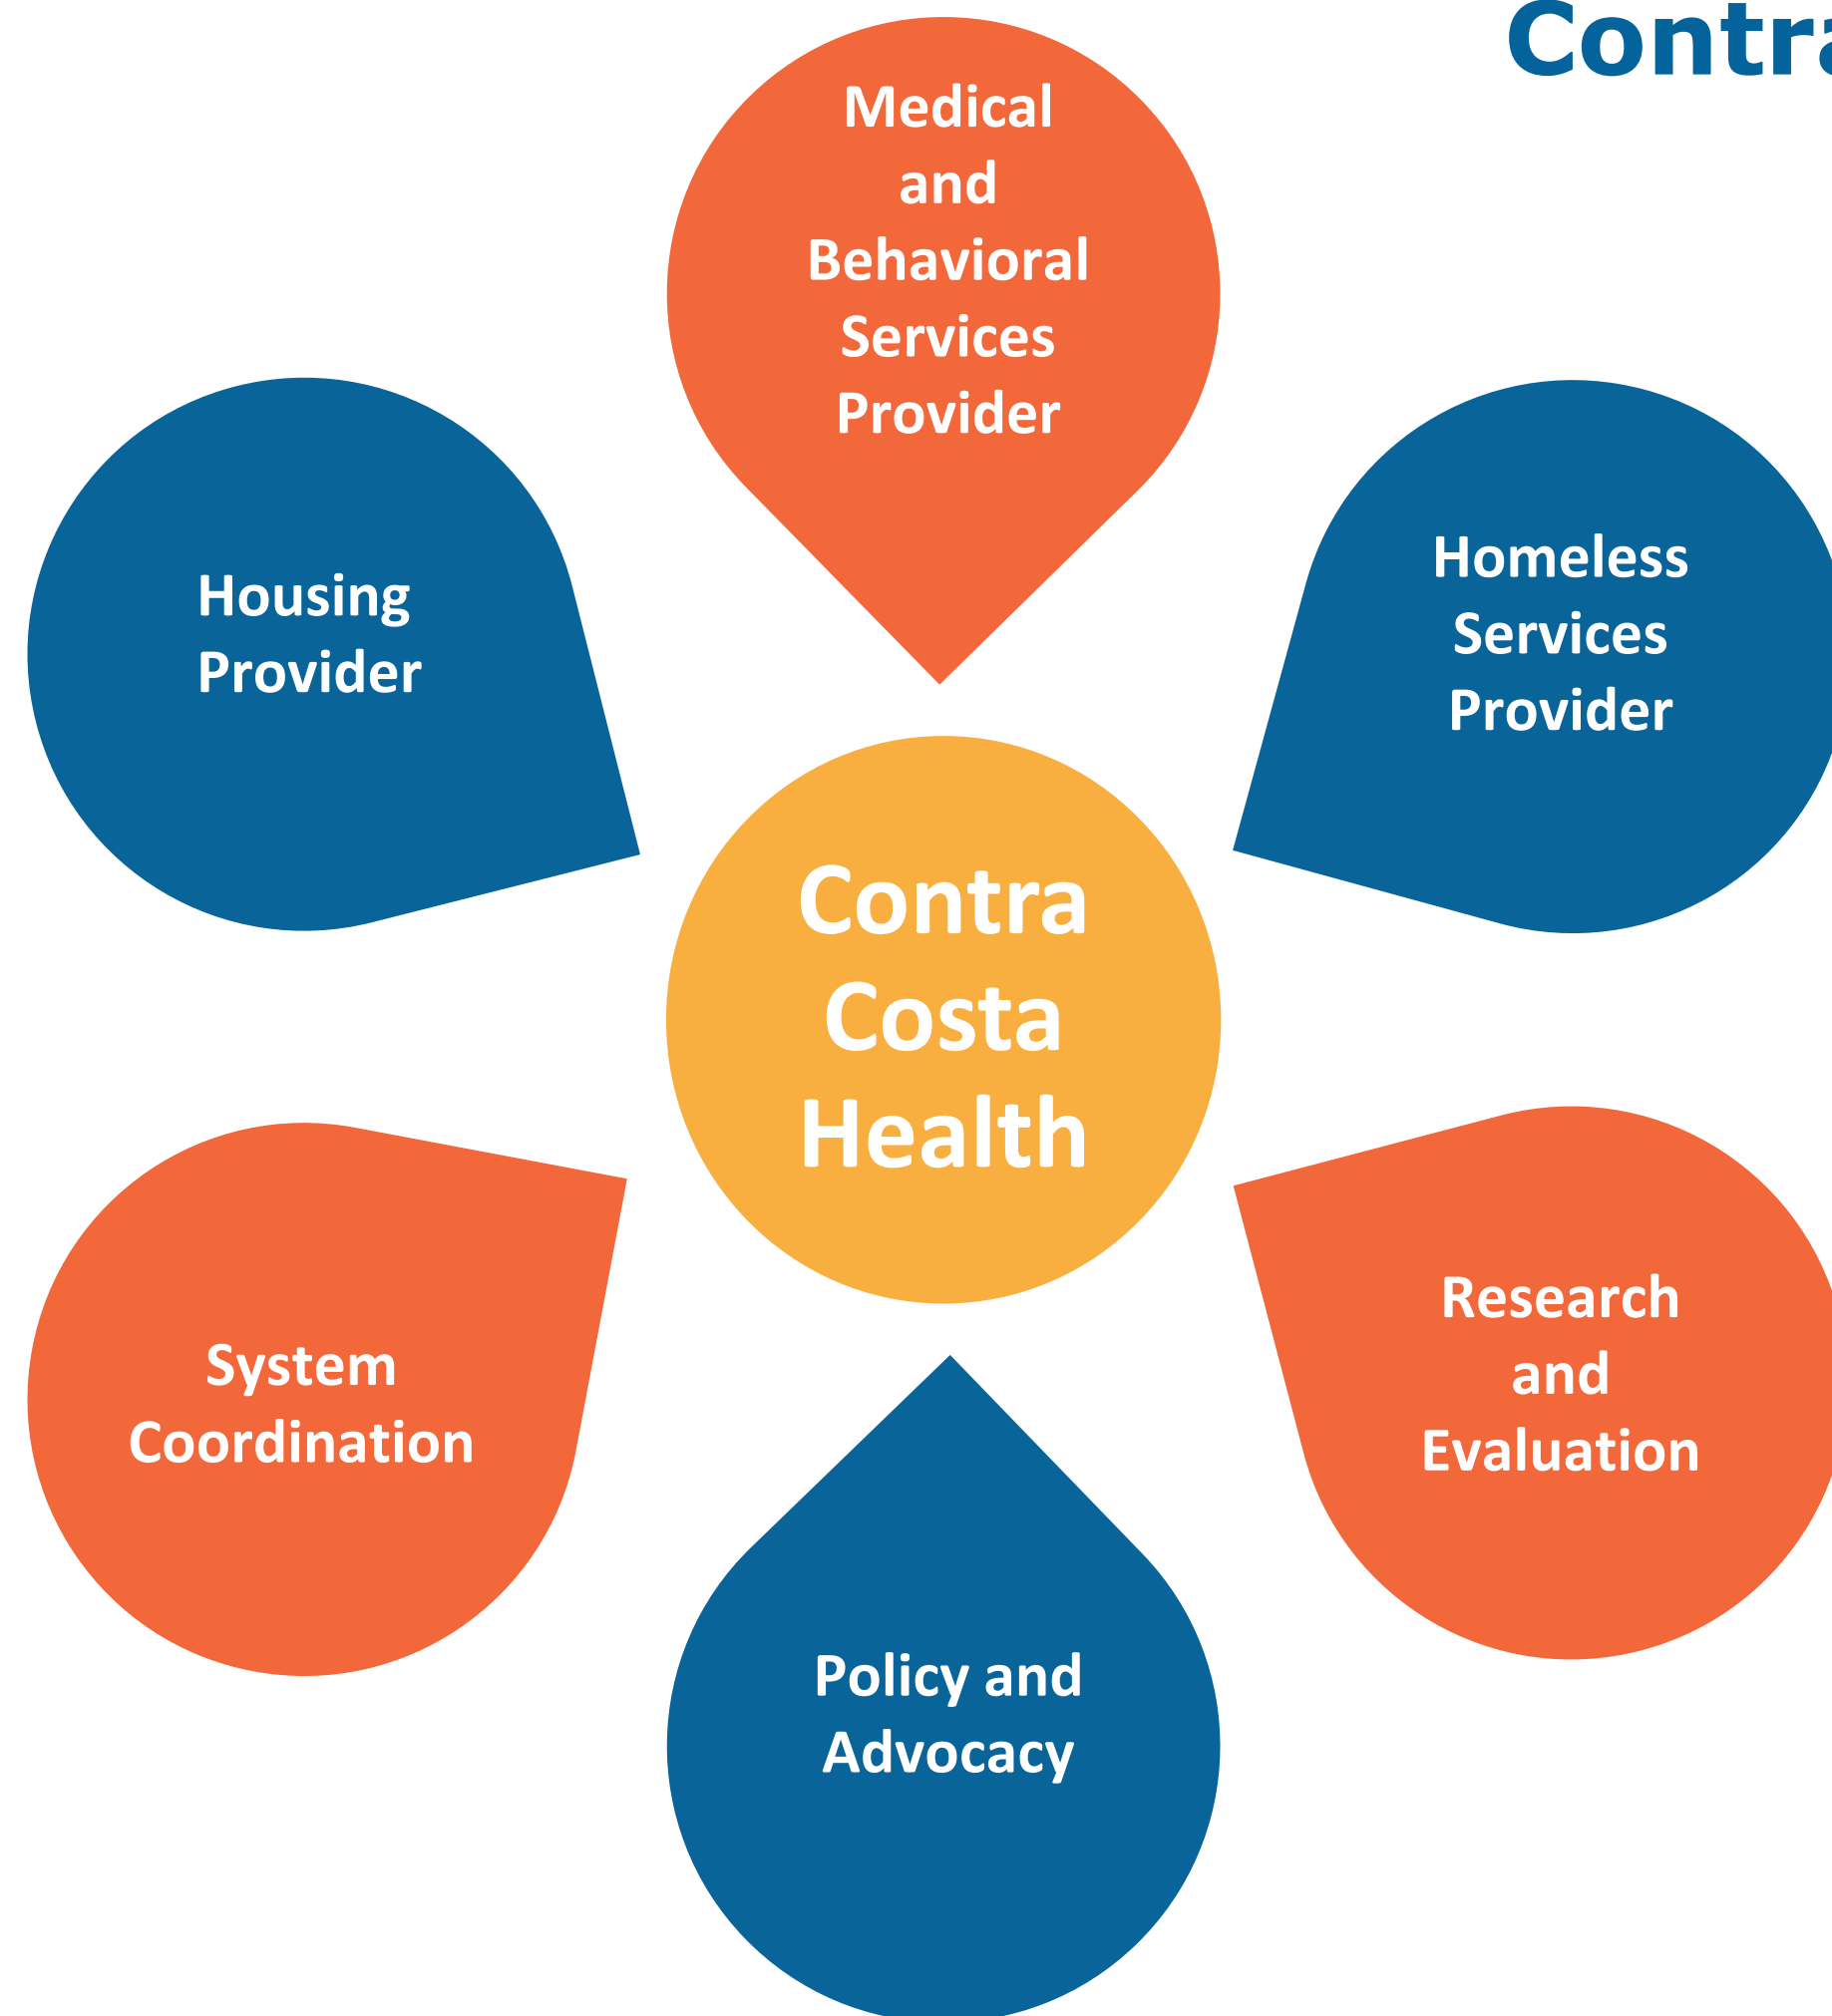 Medical
and
Behavioral
Services
Provider
Homeless
Services
Provider
Research
and
Evaluation
Policy and
Advocacy
System
Coordination
Housing
Provider
Contra
Costa
Health